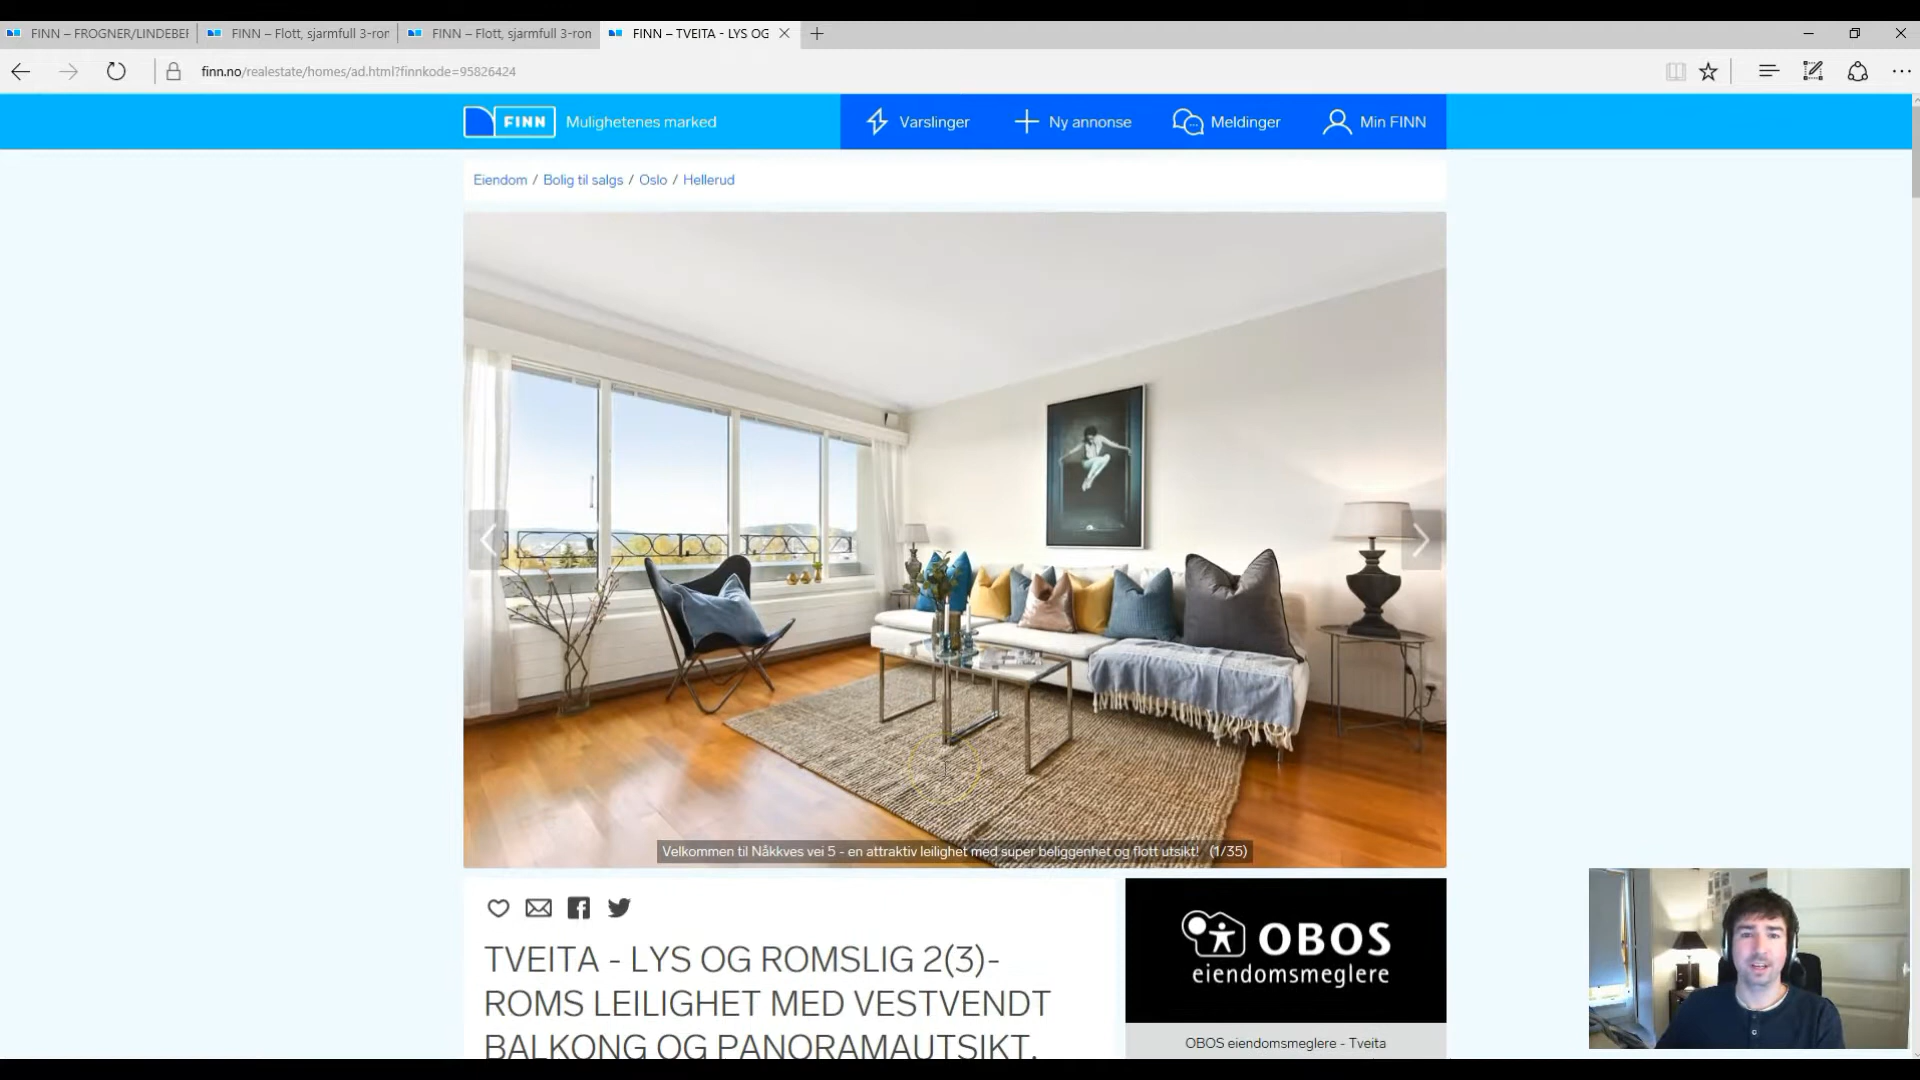 FINN – FROGNER/LINDEBEF
FINN – Flott, sjarmfull 3-ror
FINN – Flott, sjarmfull 3-ron
FINN – TVEITA - LYS OG
finn.no/realestate/homes/ad.html?finnkode=95826424
FINN Mulighetenes marked
Varslinger
Ny annonse
Meldinger
Min FINN
Eiendom / Bolig til salgs / Oslo / Hellerud
Velkommen til Nåkkves vei 5 - en attraktiv leilighet med super beliggenhet og flott utsikt! (1/35)
TVEITA - LYS OG ROMSLIG 2(3)-
ROMS LEILIGHET MED VESTVENDT
BALKONG OG PANORAMAUTSIKT.
OBOS
eiendomsmeglere
OBOS eiendomsmeglere - Tveita